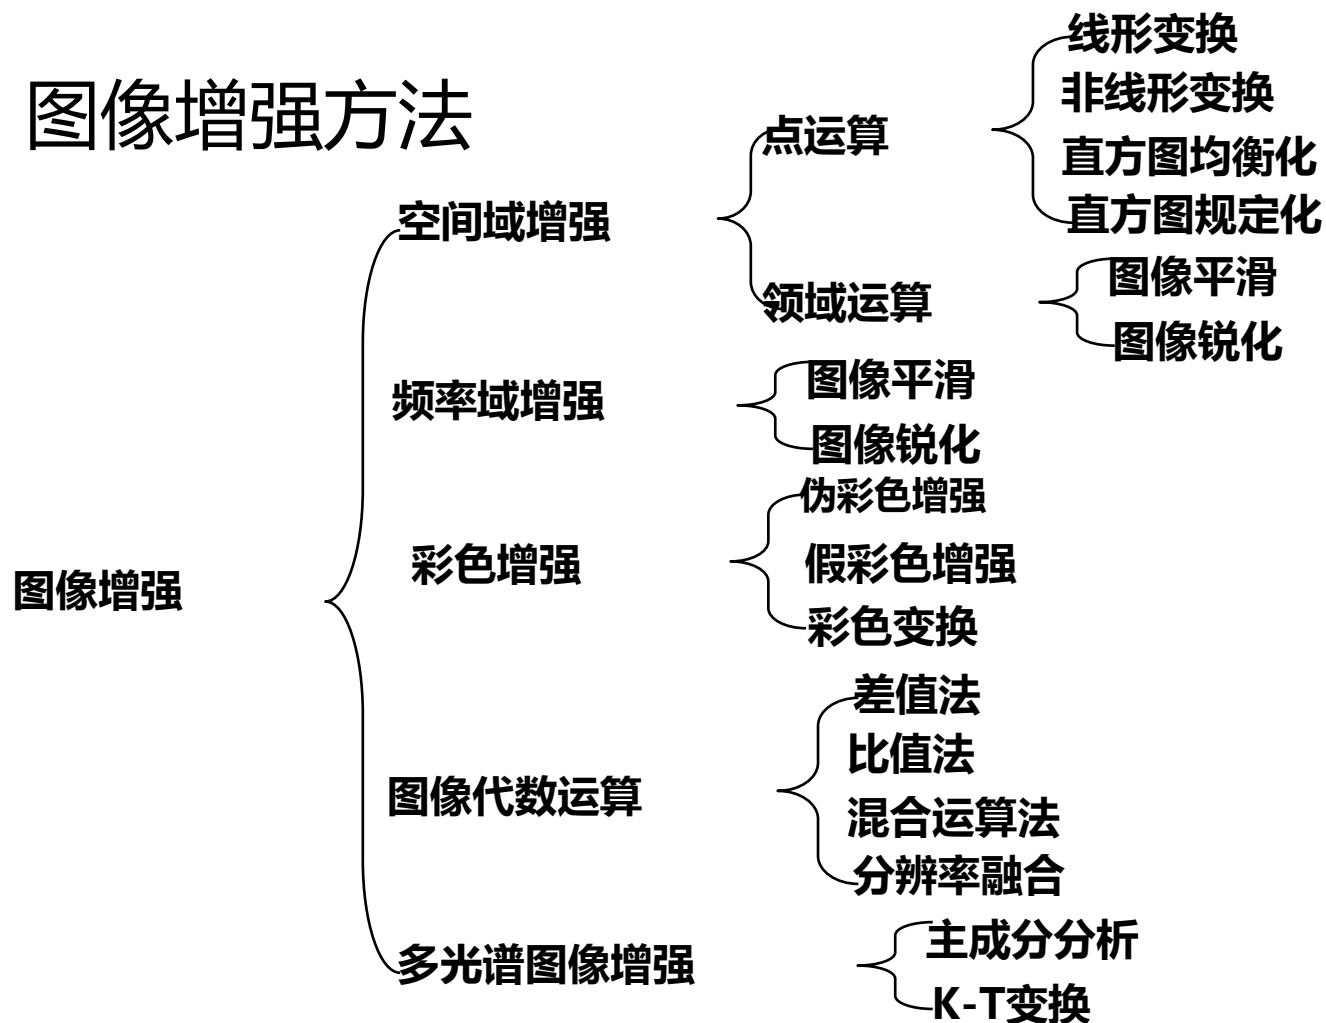 图像增强方法
图像增强
空间域增强
点运算
线形变换
非线形变换
直方图均衡化
直方图规定化
领域运算
图像平滑
图像锐化
频率域增强
图像平滑
图像锐化
彩色增强
伪彩色增强
假彩色增强
彩色变换
图像代数运算
差值法
比值法
混合运算法
分辨率融合
多光谱图像增强
主成分分析
K-T变换